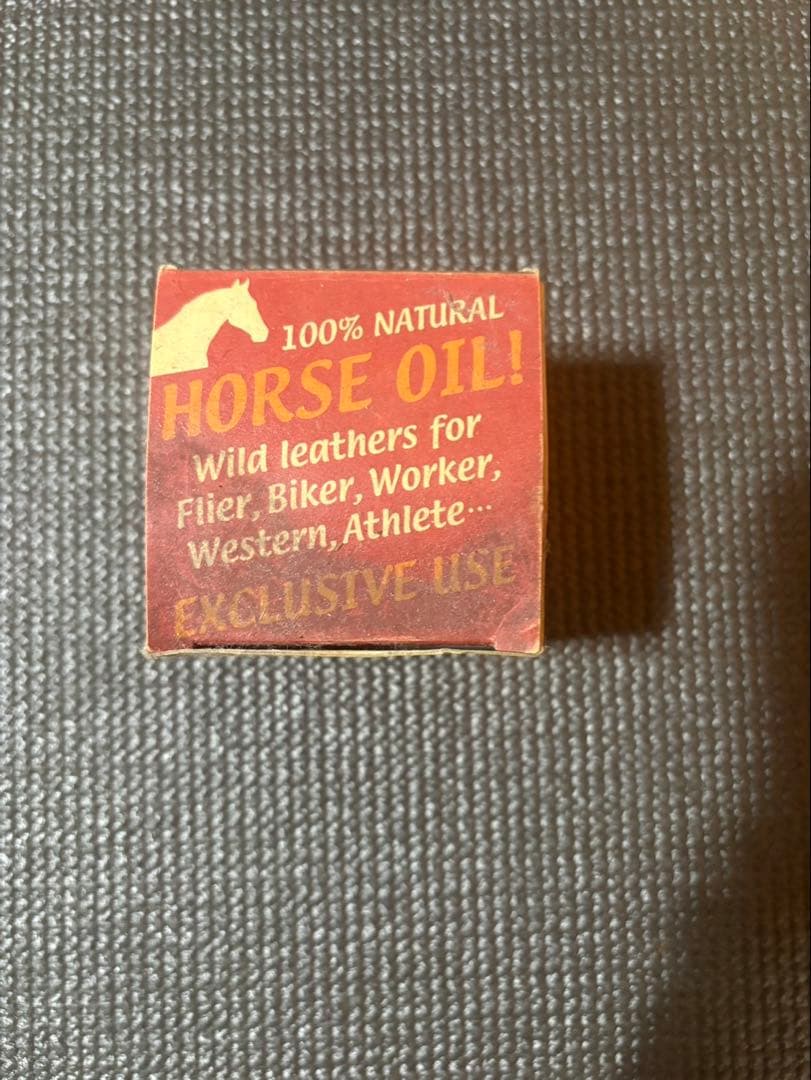 100% NATURAL
HORSE OIL!
Wild leathers for
Flier, Biker, Worker,
Western, Athlete…
EXCLUSIVE USE